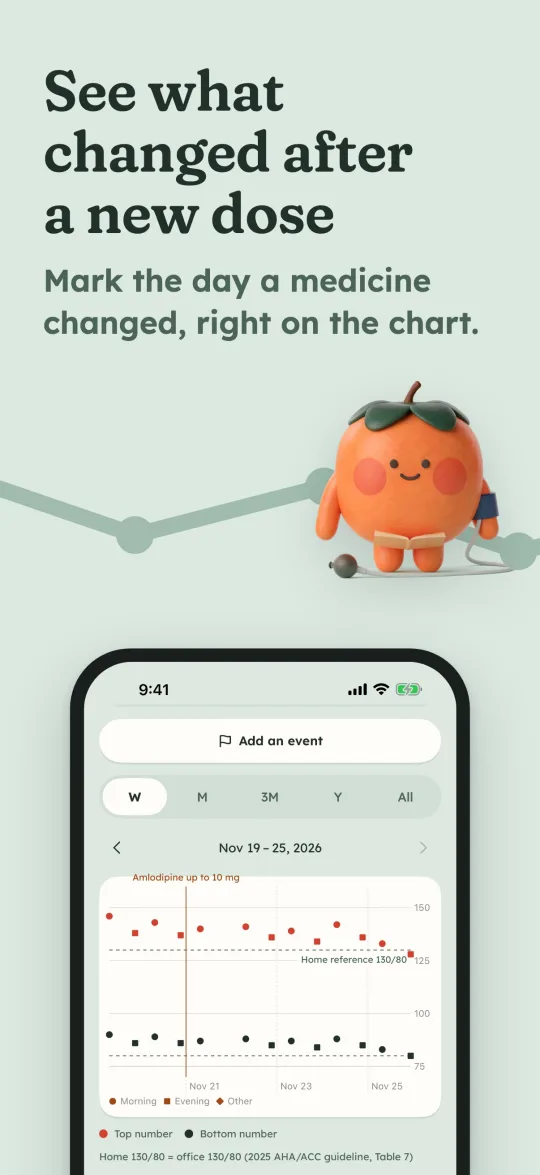 See what
changed after
a new dose
Mark the day a medicine
changed, right on the chart.
9:41
Add an event
W M 3M Y All
Nov 19 – 25, 2026
Amlodipine up to 10 mg
150
Home reference 130/80
125
100
75
Nov 21 Nov 23 Nov 25
Morning Evening Other
Top number Bottom number
Home 130/80 = office 130/80 (2025 AHA/ACC guideline, Table 7)